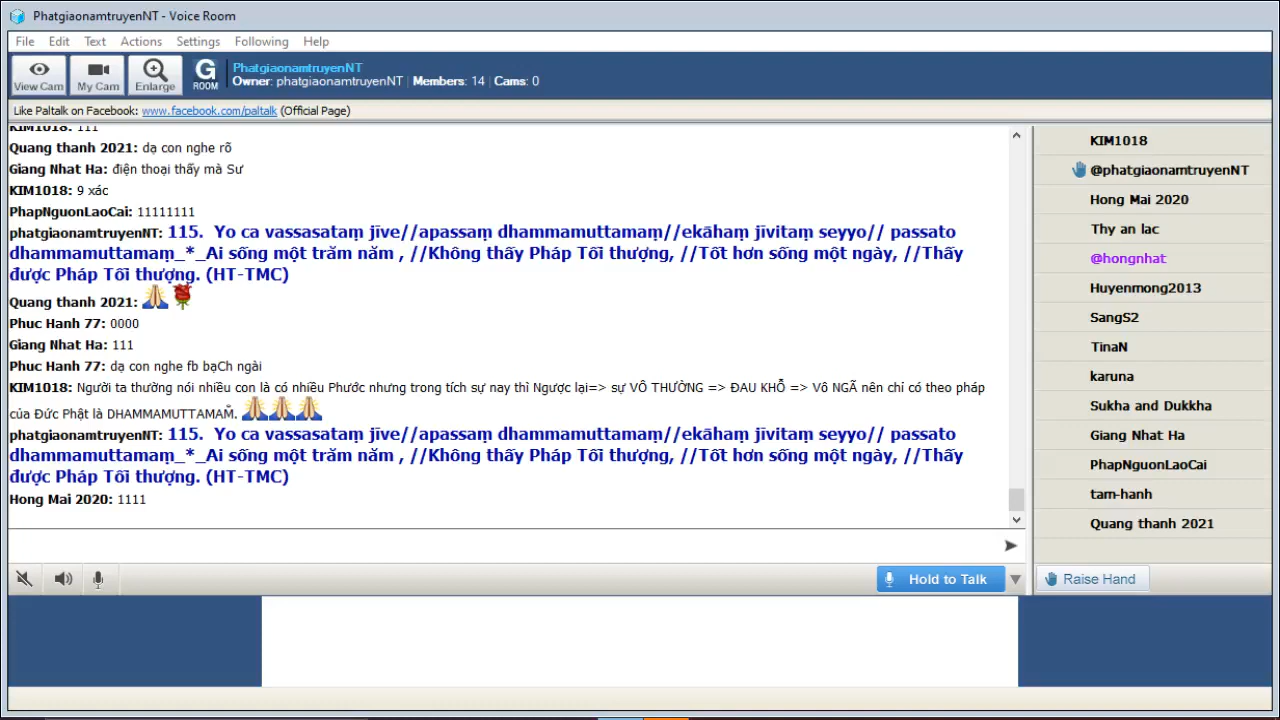 PhatgiaonamtruyenNT - Voice Room
File Edit Text Actions Settings Following Help
View Cam My Cam Enlarge G ROOM
PhatgiaonamtruyenNT
Owner: phatgiaonamtruyenNT | Members: 14 | Cams: 0
Like Paltalk on Facebook: www.facebook.com/paltalk (Official Page)
KIM1018: 111
Quang thanh 2021: dạ con nghe rõ
Giang Nhat Ha: điện thoại thấy mà Sư
KIM1018: 9 xác
PhapNguonLaoCai: 11111111
phatgiaonamtruyenNT: 115. Yo ca vassasataṃ jīve//apassaṃ dhammamuttamaṃ//ekāhaṃ jīvitaṃ seyyo// passato
dhammamuttamaṃ_*_Ai sống một trăm năm , //Không thấy Pháp Tối thượng, //Tốt hơn sống một ngày, //Thấy
được Pháp Tối thượng. (HT-TMC)
Quang thanh 2021:
Phuc Hanh 77: 0000
Giang Nhat Ha: 111
Phuc Hanh 77: dạ con nghe fb bạCh ngài
KIM1018: Người ta thường nói nhiều con là có nhiều Phước nhưng trong tích sự nay thì Ngược lại=> sự VÔ THƯỜNG => ĐAU KHỔ => Vô NGÃ nên chỉ có theo pháp
của Đức Phật là DHAMMAMUTTAMAM̃.
phatgiaonamtruyenNT: 115. Yo ca vassasataṃ jīve//apassaṃ dhammamuttamaṃ//ekāhaṃ jīvitaṃ seyyo// passato
dhammamuttamaṃ_*_Ai sống một trăm năm , //Không thấy Pháp Tối thượng, //Tốt hơn sống một ngày, //Thấy
được Pháp Tối thượng. (HT-TMC)
Hong Mai 2020: 1111
KIM1018
@phatgiaonamtruyenNT
Hong Mai 2020
Thy an lac
@hongnhat
Huyenmong2013
SangS2
TinaN
karuna
Sukha and Dukkha
Giang Nhat Ha
PhapNguonLaoCai
tam-hanh
Quang thanh 2021
Hold to Talk
Raise Hand